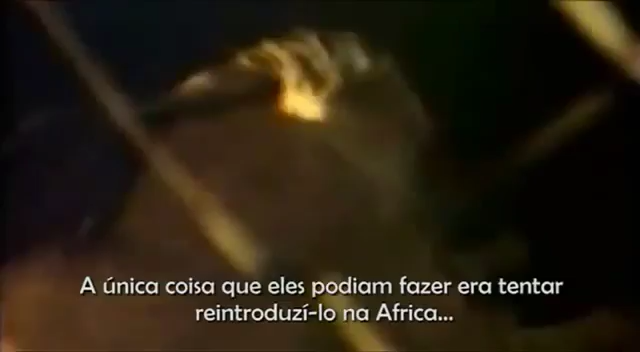 A única coisa que eles podiam fazer era tentar
reintroduzí-lo na Africa...